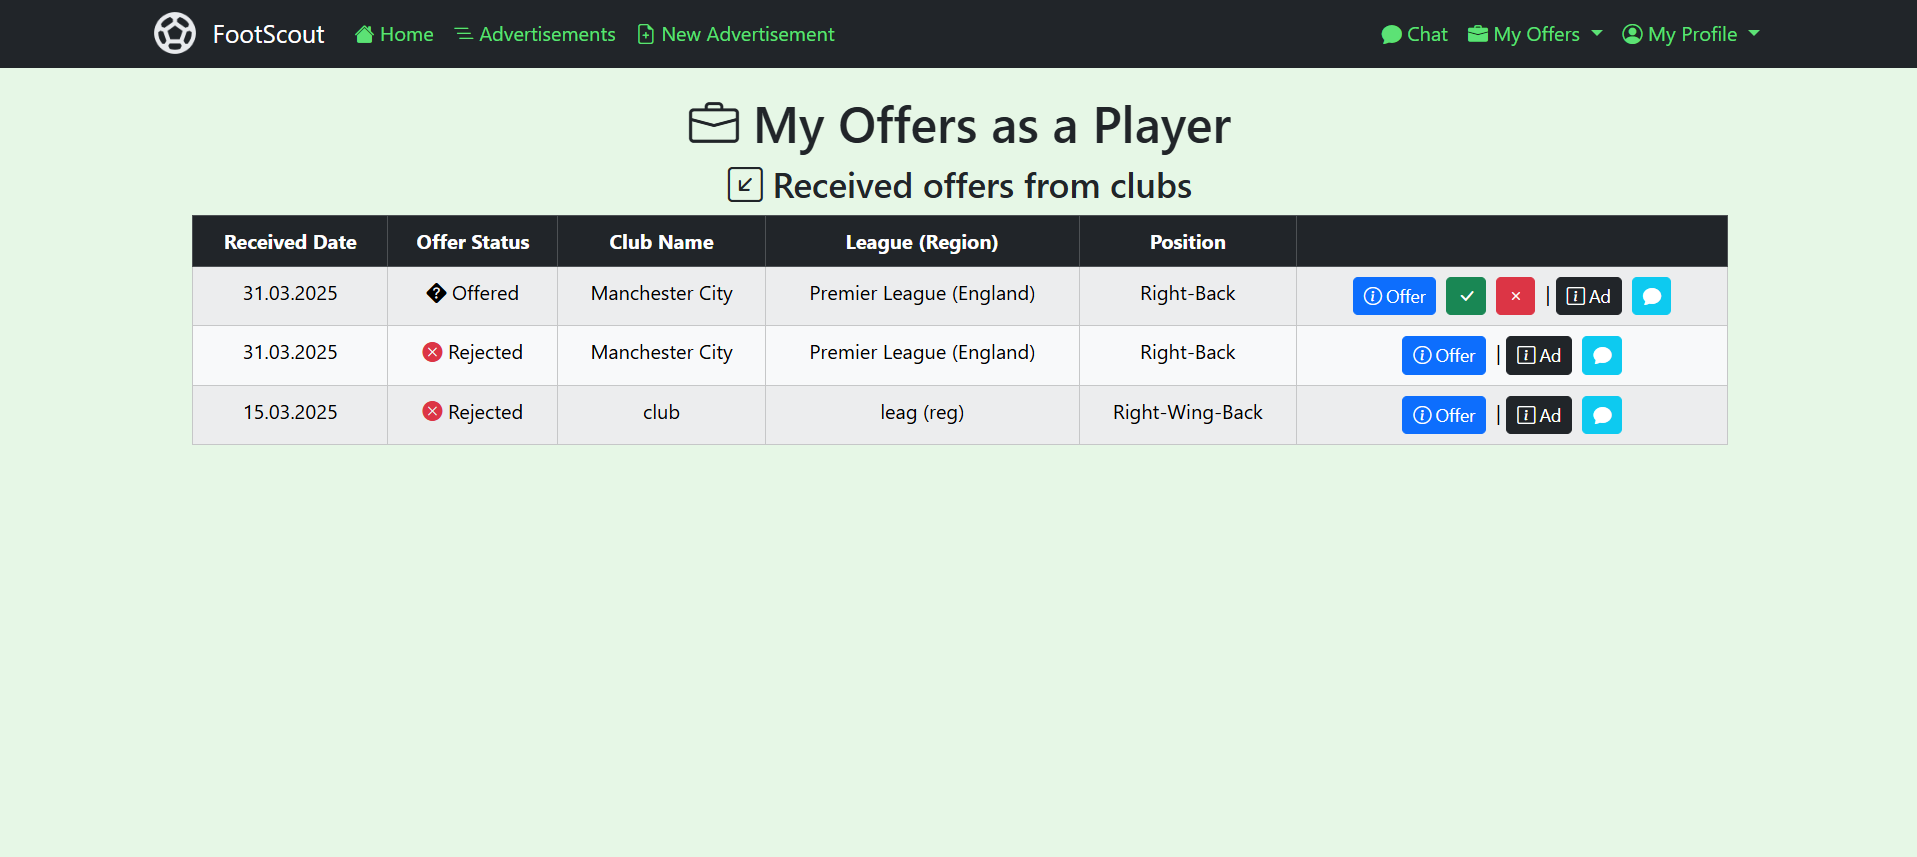 FootScout Home Advertisements New Advertisement Chat My Offers My Profile
My Offers as a Player
Received offers from clubs
Received Date Offer Status Club Name League (Region) Position
31.03.2025 Offered Manchester City Premier League (England) Right-Back Offer | Ad
31.03.2025 Rejected Manchester City Premier League (England) Right-Back Offer | Ad
15.03.2025 Rejected club leag (reg) Right-Wing-Back Offer | Ad